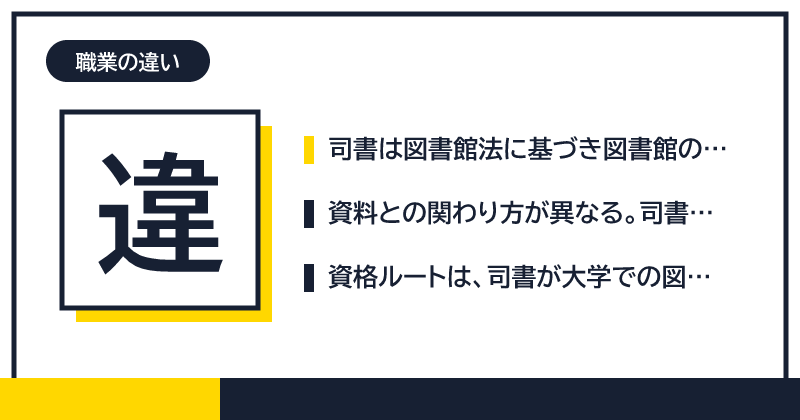 職業の違い
違
司書は図書館法に基づき図書館の…
資料との関わり方が異なる。司書…
資格ルートは、司書が大学での図…